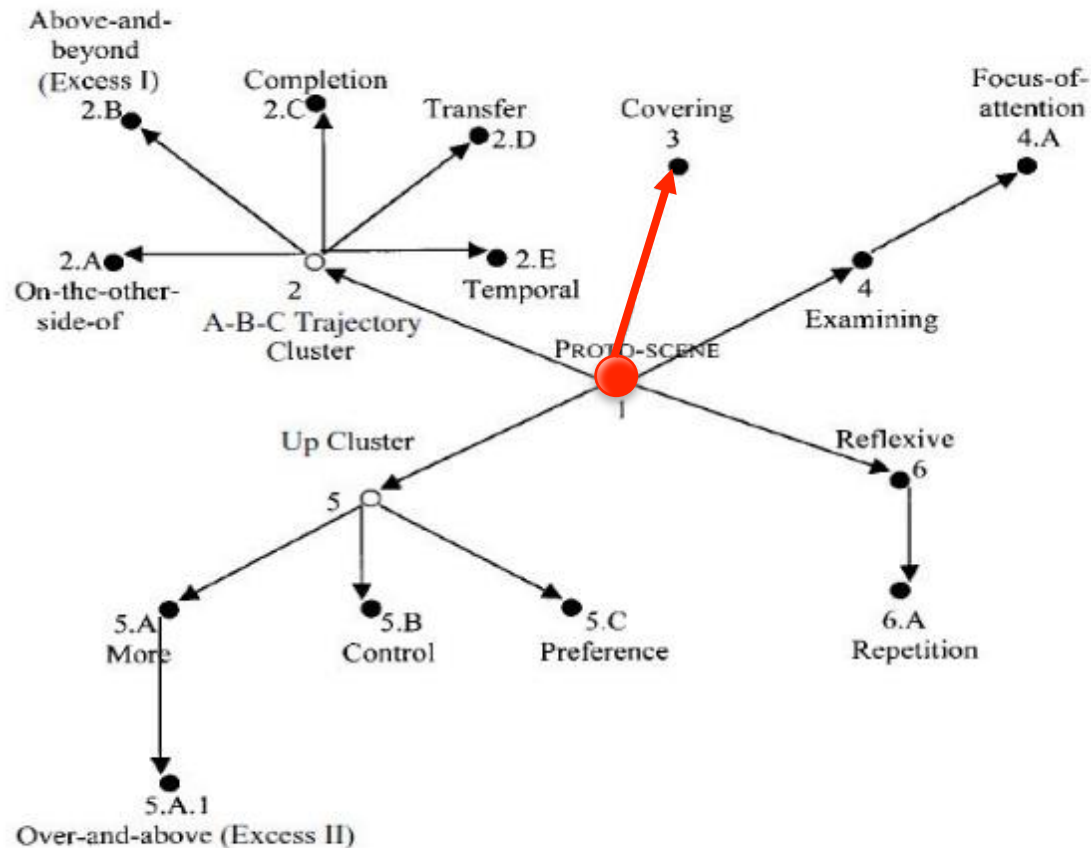 Above-and-
beyond
(Excess I)
2.B
Completion
2.C
Transfer
2.D
Covering
3
Focus-of-
attention
4.A
2.A
On-the-other-
side-of
2
A-B-C Trajectory
Cluster
2.E
Temporal
4
Examining
PROTO-SCENE
1
Up Cluster
5
Reflexive
6
5.A
More
5.B
Control
5.C
Preference
6.A
Repetition
5.A.1
Over-and-above (Excess II)